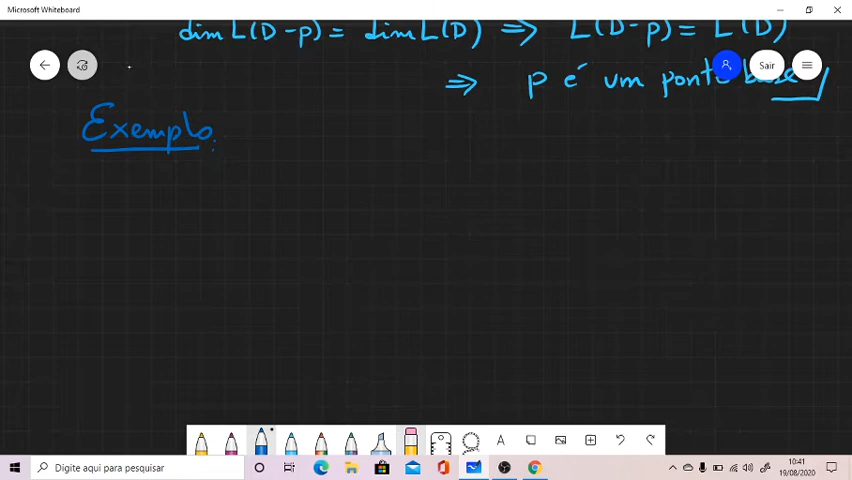 Microsoft Whiteboard
dim L(D-p) = dim L(D) ⇒ L(D-p) = L(D)
⇒ p é um ponto base
Sair
Exemplo:
A
Digite aqui para pesquisar
10:41
19/08/2020